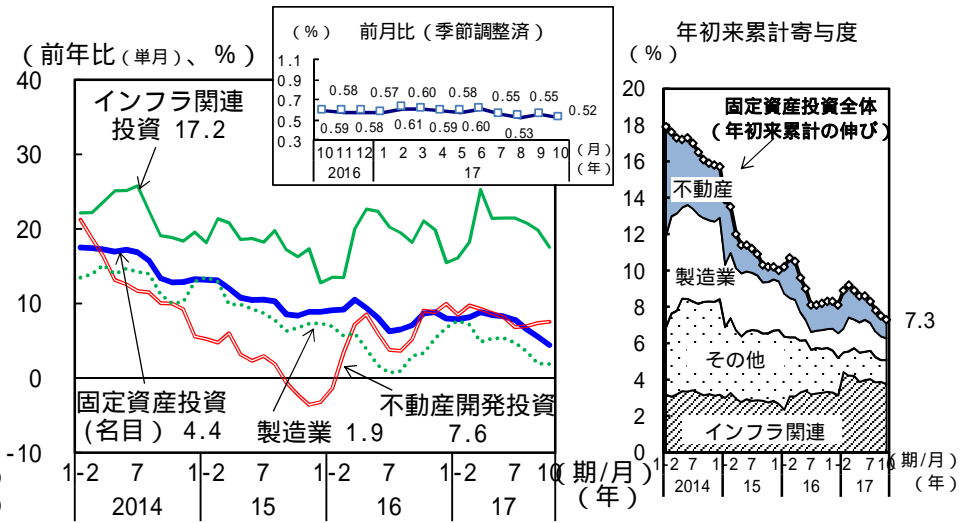 （前年比（単月）、％）
40
30
20
10
0
-10
インフラ関連
投資 17.2
固定資産投資
(名目） 4.4
製造業 1.9
不動産開発投資
7.6
1-2 7 1-2 7 1-2 7 1-2 7 10
（期/月）
2014 15 16 17
（年）
（％） 前月比（季節調整済）
1.1
0.9
0.7
0.5
0.3
0.58 0.57 0.60 0.58 0.55 0.55 0.52
0.59 0.58 0.61 0.59 0.60 0.53
10 11 12 1 2 3 4 5 6 7 8 9 10
（月）
2016 17
（年）
年初来累計寄与度
（％）
20
18
16
14
12
10
8
6
4
2
0
固定資産投資全体
（年初来累計の伸び）
不動産
製造業
その他
インフラ関連
7.3
1-2 7 1-2 7 1-2 7 1-2 7 10
（期/月）
2014 15 16 17
（年）